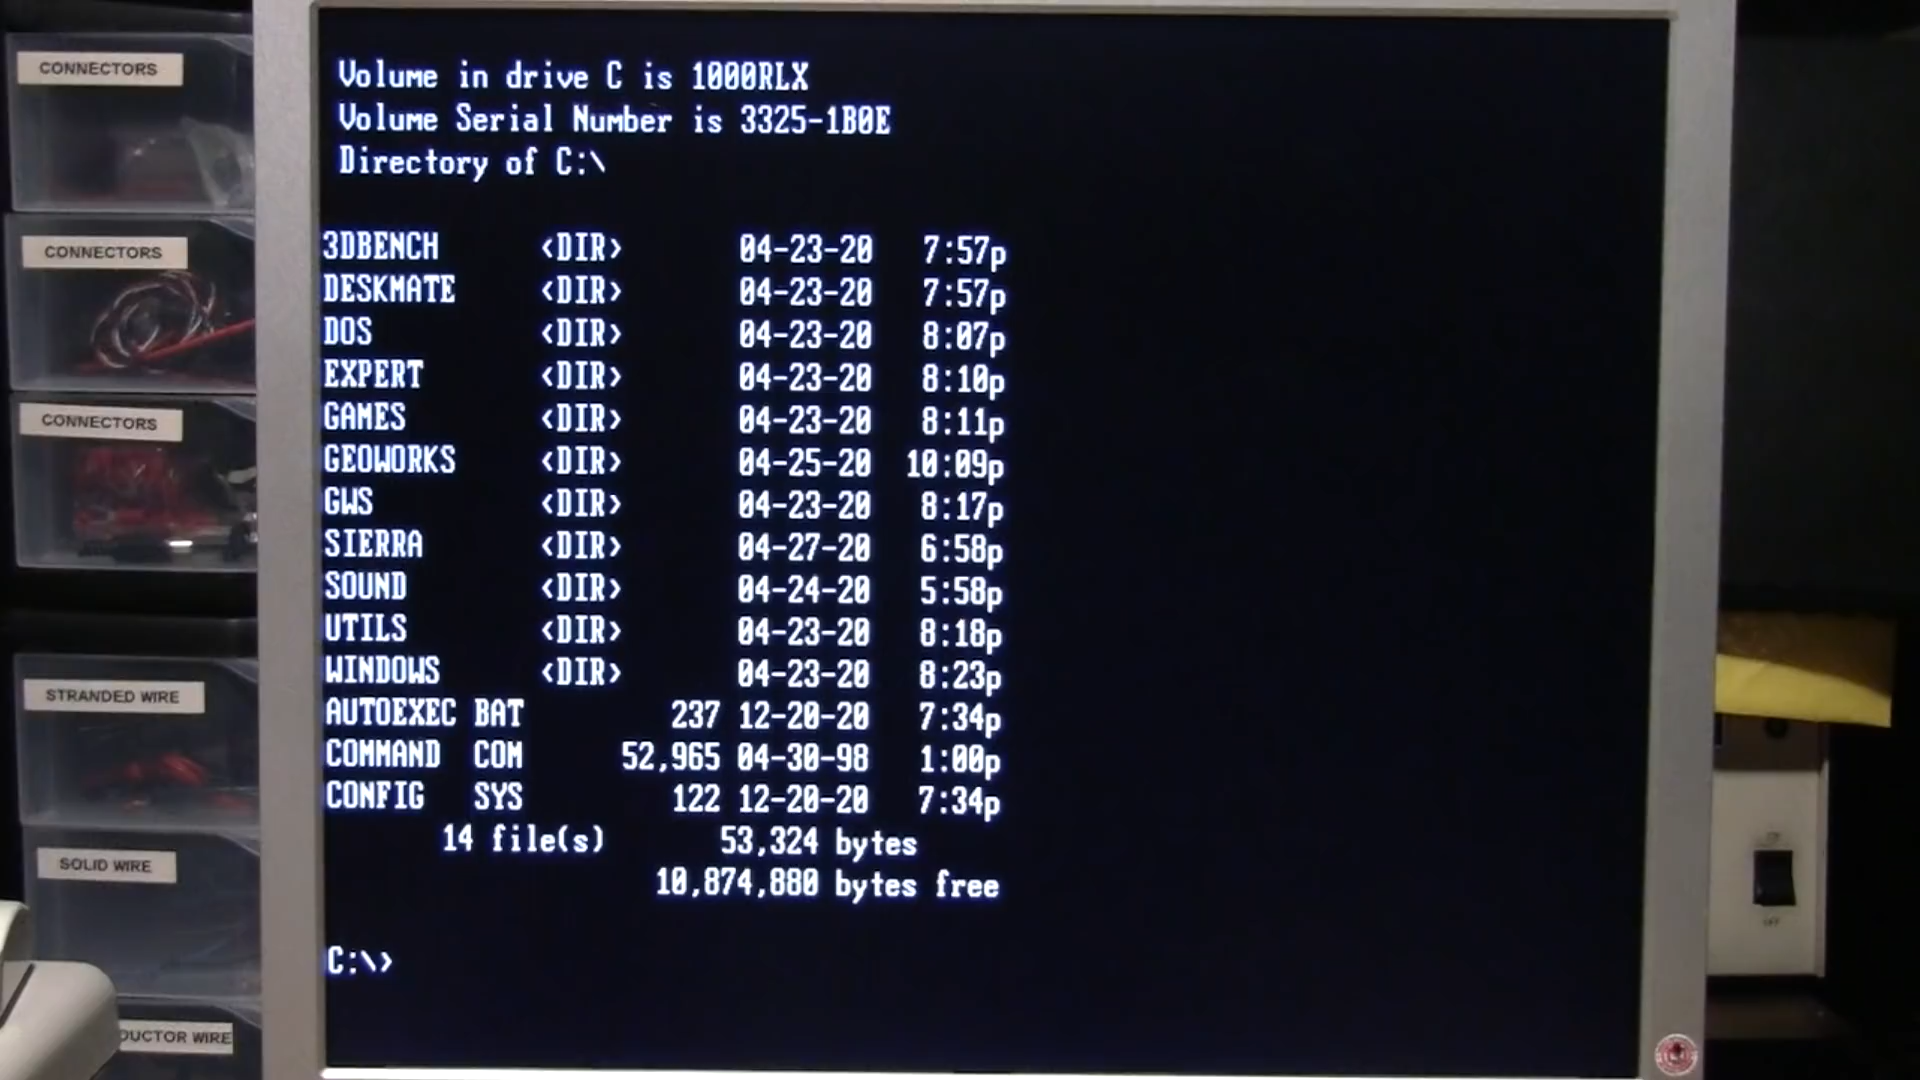 CONNECTORS
CONNECTORS
CONNECTORS
STRANDED WIRE
SOLID WIRE
DUCTOR WIRE
Volume in drive C is 1000RLX
Volume Serial Number is 3325-1B0E
Directory of C:\
3DBENCH <DIR> 04-23-20 7:57p
DESKMATE <DIR> 04-23-20 7:57p
DOS <DIR> 04-23-20 8:07p
EXPERT <DIR> 04-23-20 8:10p
GAMES <DIR> 04-23-20 8:11p
GEOWORKS <DIR> 04-25-20 10:09p
GWS <DIR> 04-23-20 8:17p
SIERRA <DIR> 04-27-20 6:58p
SOUND <DIR> 04-24-20 5:58p
UTILS <DIR> 04-23-20 8:18p
WINDOWS <DIR> 04-23-20 8:23p
AUTOEXEC BAT 237 12-20-20 7:34p
COMMAND COM 52,965 04-30-98 1:00p
CONFIG SYS 122 12-20-20 7:34p
14 file(s) 53,324 bytes
10,874,880 bytes free
C:\>
OFF